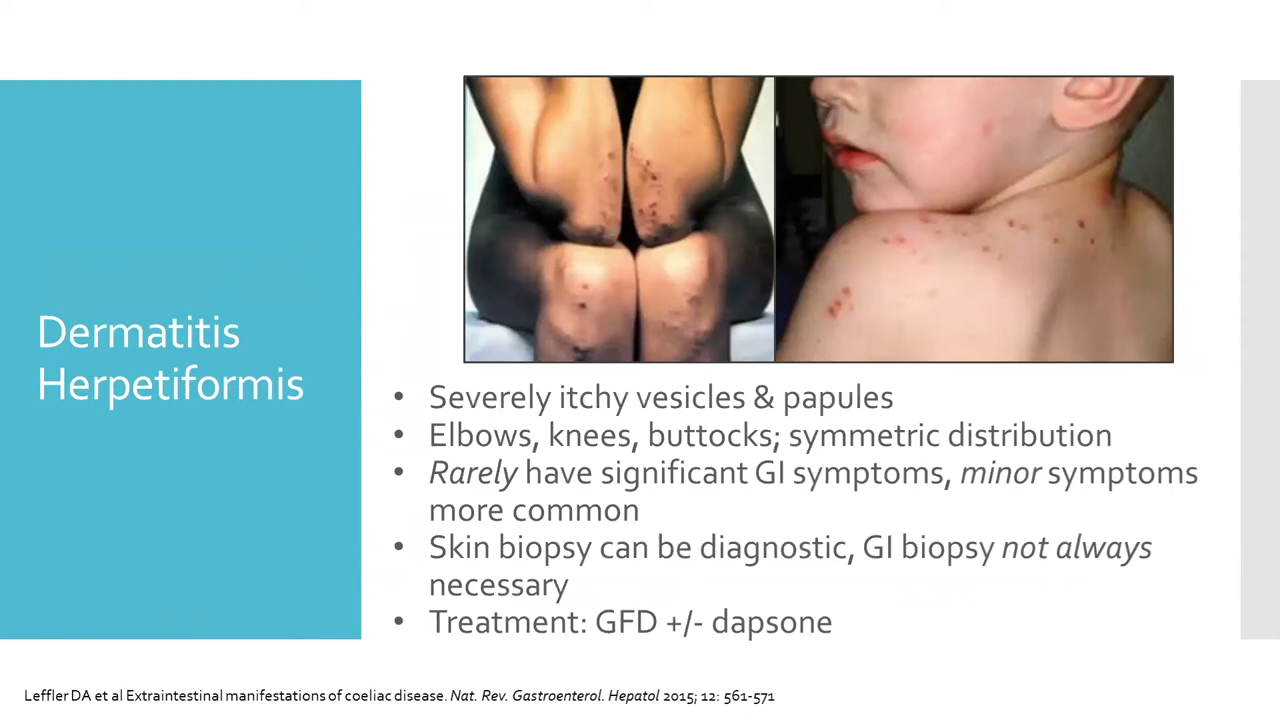 Dermatitis
Herpetiformis
• Severely itchy vesicles & papules
• Elbows, knees, buttocks; symmetric distribution
• Rarely have significant GI symptoms, minor symptoms
more common
• Skin biopsy can be diagnostic, GI biopsy not always
necessary
• Treatment: GFD +/- dapsone
Leffler DA et al Extraintestinal manifestations of coeliac disease. Nat. Rev. Gastroenterol. Hepatol 2015; 12: 561-571